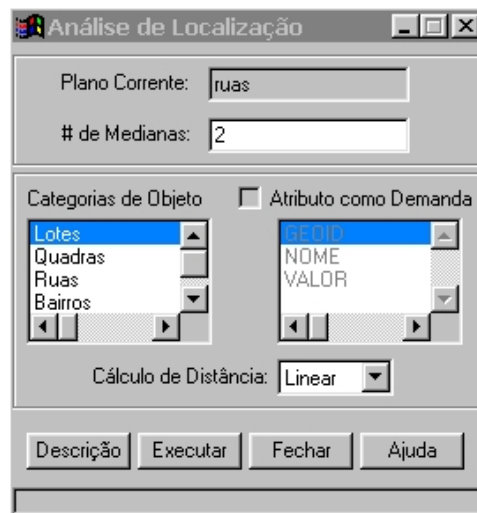 Análise de Localização
Plano Corrente: ruas
# de Medianas: 2
Categorias de Objeto Atributo como Demanda
Lotes GEOID
Quadras NOME
Ruas VALOR
Bairros
Cálculo de Distância: Linear
Descrição Executar Fechar Ajuda